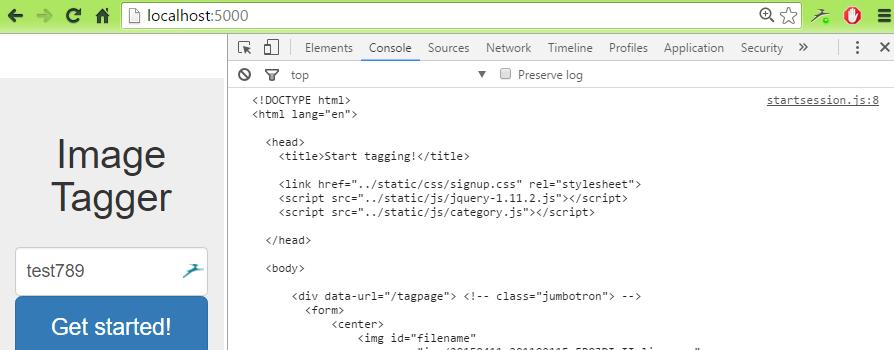 localhost:5000
Elements Console Sources Network Timeline Profiles Application Security »
top Preserve log
Image
Tagger
test789
Get started!
startsession.js:8
<!DOCTYPE html>
<html lang="en">
<head>
<title>Start tagging!</title>
<link href="../static/css/signup.css" rel="stylesheet">
<script src="../static/js/jquery-1.11.2.js"></script>
<script src="../static/js/category.js"></script>
</head>
<body>
<div data-url="/tagpage"> <!-- class="jumbotron") -->
<form>
<center>
<img id="filename"